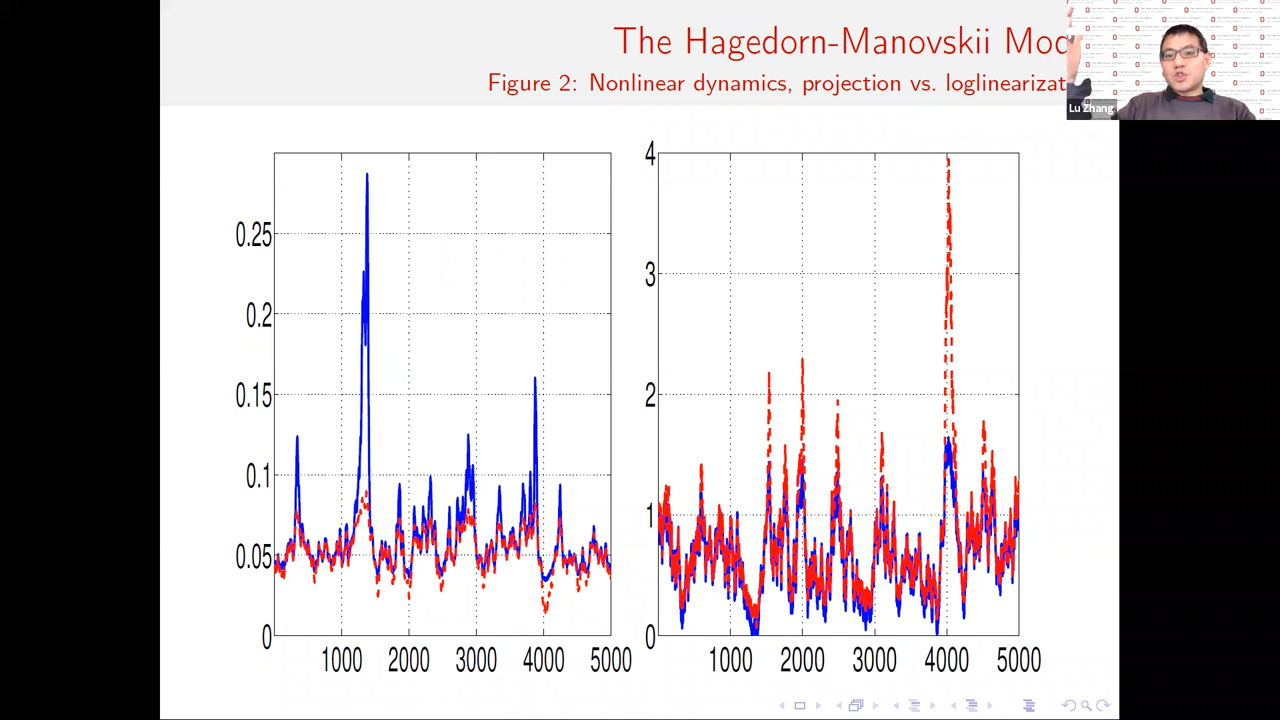 The Hagedorn-Manovskii Mod
Figure 2: Nonlinear dynamics, projection vs. loglinearizat
Lu Zhang
0.25
0.2
0.15
0.1
0.05
0
1000 2000 3000 4000 5000
4
3
2
1
0
1000 2000 3000 4000 5000